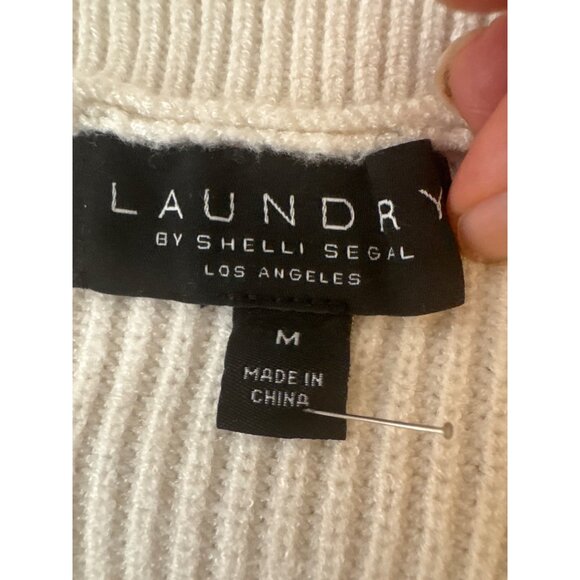 LAUNDRY
BY SHELLI SEGAL
LOS ANGELES
M
MADE IN
CHINA